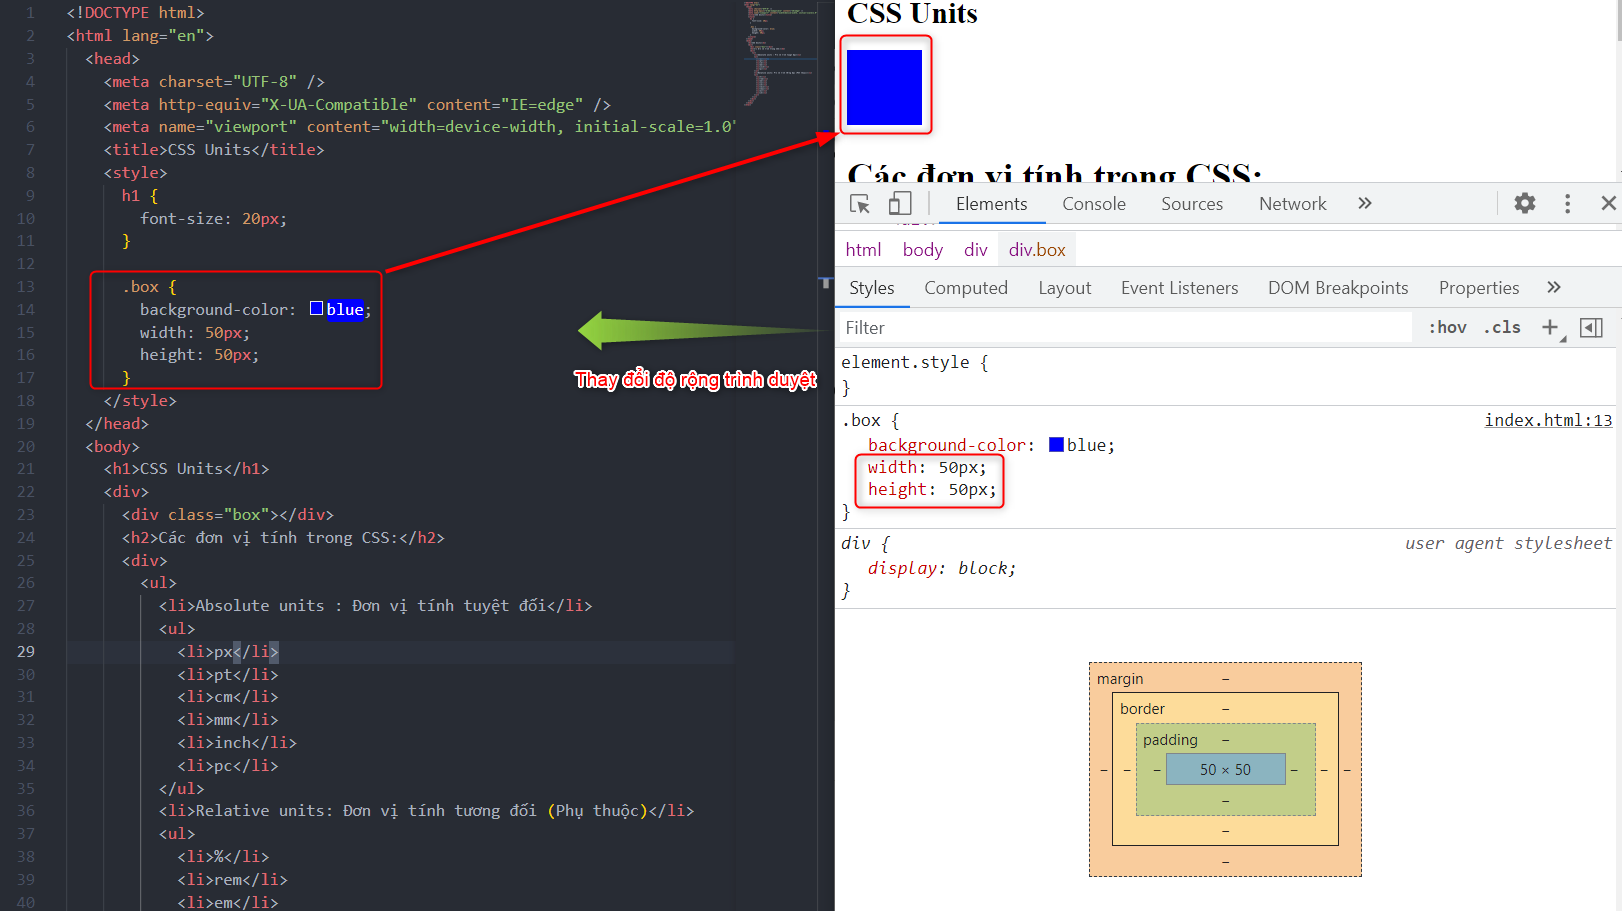 1 <!DOCTYPE html>
2 <html lang="en">
3 <head>
4 <meta charset="UTF-8" />
5 <meta http-equiv="X-UA-Compatible" content="IE=edge" />
6 <meta name="viewport" content="width=device-width, initial-scale=1.0"
7 <title>CSS Units</title>
8 <style>
9 h1 {
10 font-size: 20px;
11 }
12
13 .box {
14 background-color: blue;
15 width: 50px;
16 height: 50px;
17 }
18 </style>
19 </head>
20 <body>
21 <h1>CSS Units</h1>
22 <div>
23 <div class="box"></div>
24 <h2>Các đơn vị tính trong CSS:</h2>
25 <div>
26 <ul>
27 <li>Absolute units : Đơn vị tính tuyệt đối</li>
28 <ul>
29 <li>px</li>
30 <li>pt</li>
31 <li>cm</li>
32 <li>mm</li>
33 <li>inch</li>
34 <li>pc</li>
35 </ul>
36 <li>Relative units: Đơn vị tính tương đối (Phụ thuộc)</li>
37 <ul>
38 <li>%</li>
39 <li>rem</li>
40 <li>em</li>
Thay đổi độ rộng trình duyệt
CSS Units
Các đơn vị tính trong CSS:
Elements Console Sources Network »
html body div div.box
Styles Computed Layout Event Listeners DOM Breakpoints Properties »
Filter :hov .cls +
element.style {
}
.box { index.html:13
background-color: blue;
width: 50px;
height: 50px;
}
div { user agent stylesheet
display: block;
}
margin –
border –
padding –
– – – 50 × 50 – – –
–
–
–